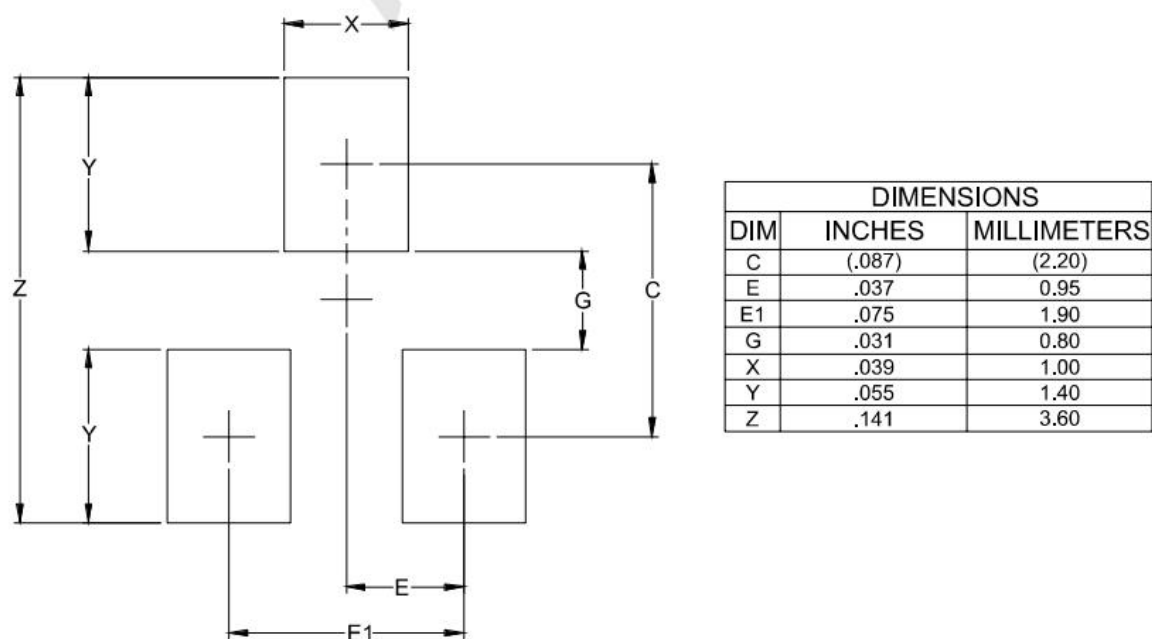 X
Y
Z
G
C
Y
E
E1
DIMENSIONS
DIM INCHES MILLIMETERS
C (.087) (2.20)
E .037 0.95
E1 .075 1.90
G .031 0.80
X .039 1.00
Y .055 1.40
Z .141 3.60